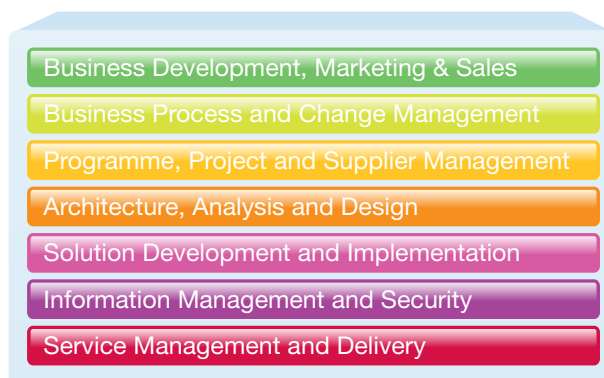 Business Development, Marketing & Sales
Business Process and Change Management
Programme, Project and Supplier Management
Architecture, Analysis and Design
Solution Development and Implementation
Information Management and Security
Service Management and Delivery